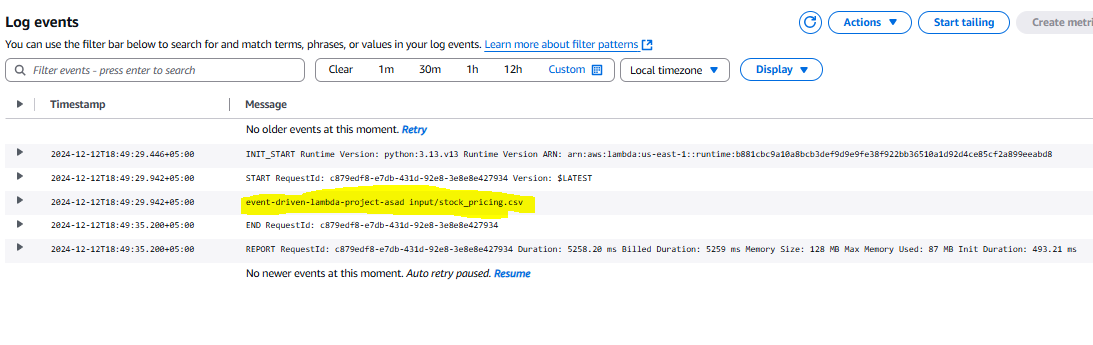 Log events
Actions
Start tailing
Create metri
You can use the filter bar below to search for and match terms, phrases, or values in your log events. Learn more about filter patterns
Filter events - press enter to search
Clear 1m 30m 1h 12h Custom
Local timezone
Display
Timestamp Message
No older events at this moment. Retry
2024-12-12T18:49:29.446+05:00 INIT_START Runtime Version: python:3.13.v13 Runtime Version ARN: arn:aws:lambda:us-east-1::runtime:b881cbc9a10a8bcb3def9d9e9fe38f922bb36510a1d92d4ce85cf2a899eeabd8
2024-12-12T18:49:29.942+05:00 START RequestId: c879edf8-e7db-431d-92e8-3e8e8e427934 Version: $LATEST
2024-12-12T18:49:29.942+05:00 event-driven-lambda-project-asad input/stock_pricing.csv
2024-12-12T18:49:35.200+05:00 END RequestId: c879edf8-e7db-431d-92e8-3e8e8e427934
2024-12-12T18:49:35.200+05:00 REPORT RequestId: c879edf8-e7db-431d-92e8-3e8e8e427934 Duration: 5258.20 ms Billed Duration: 5259 ms Memory Size: 128 MB Max Memory Used: 87 MB Init Duration: 493.21 ms
No newer events at this moment. Auto retry paused. Resume